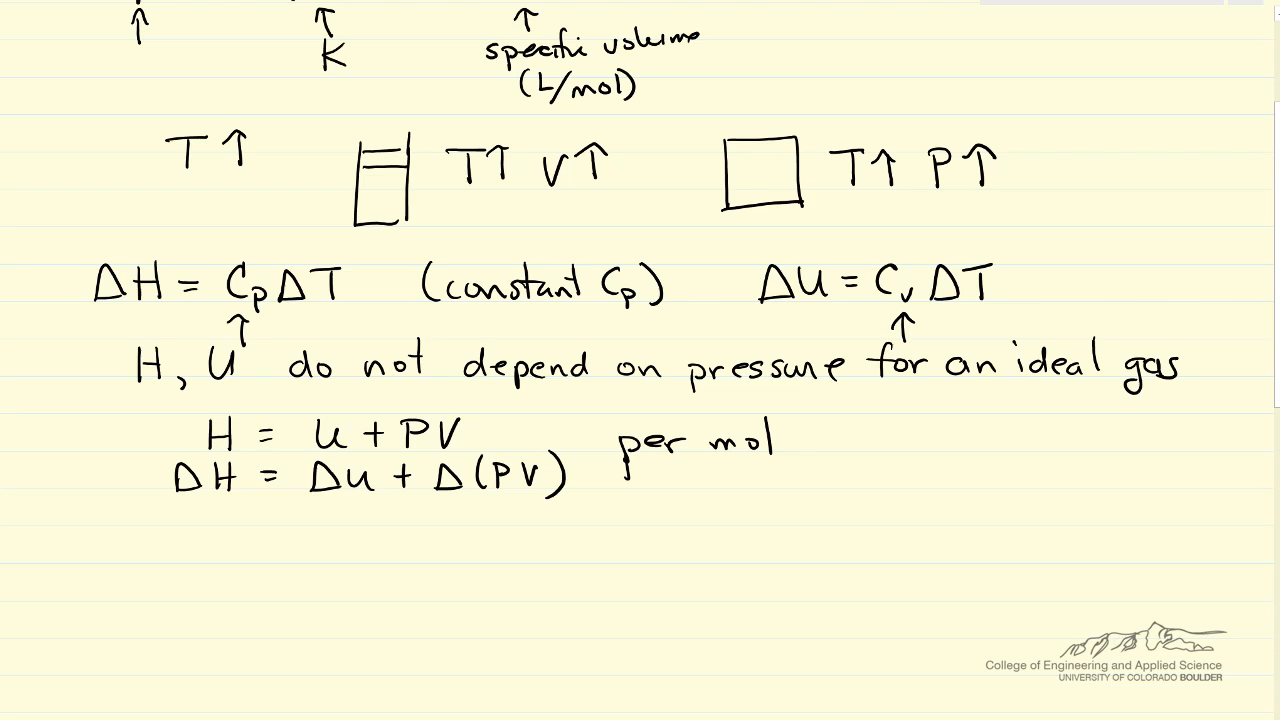 ↑ ↑ ↑
K specific volume
(L/mol)
T↑ T↑ V↑ T↑ P↑
ΔH = CpΔT (constant Cp) ΔU = CvΔT
↑ ↑
H, U do not depend on pressure for an ideal gas
H = U + PV per mol
ΔH = ΔU + Δ(PV)
College of Engineering and Applied Science
UNIVERSITY OF COLORADO BOULDER